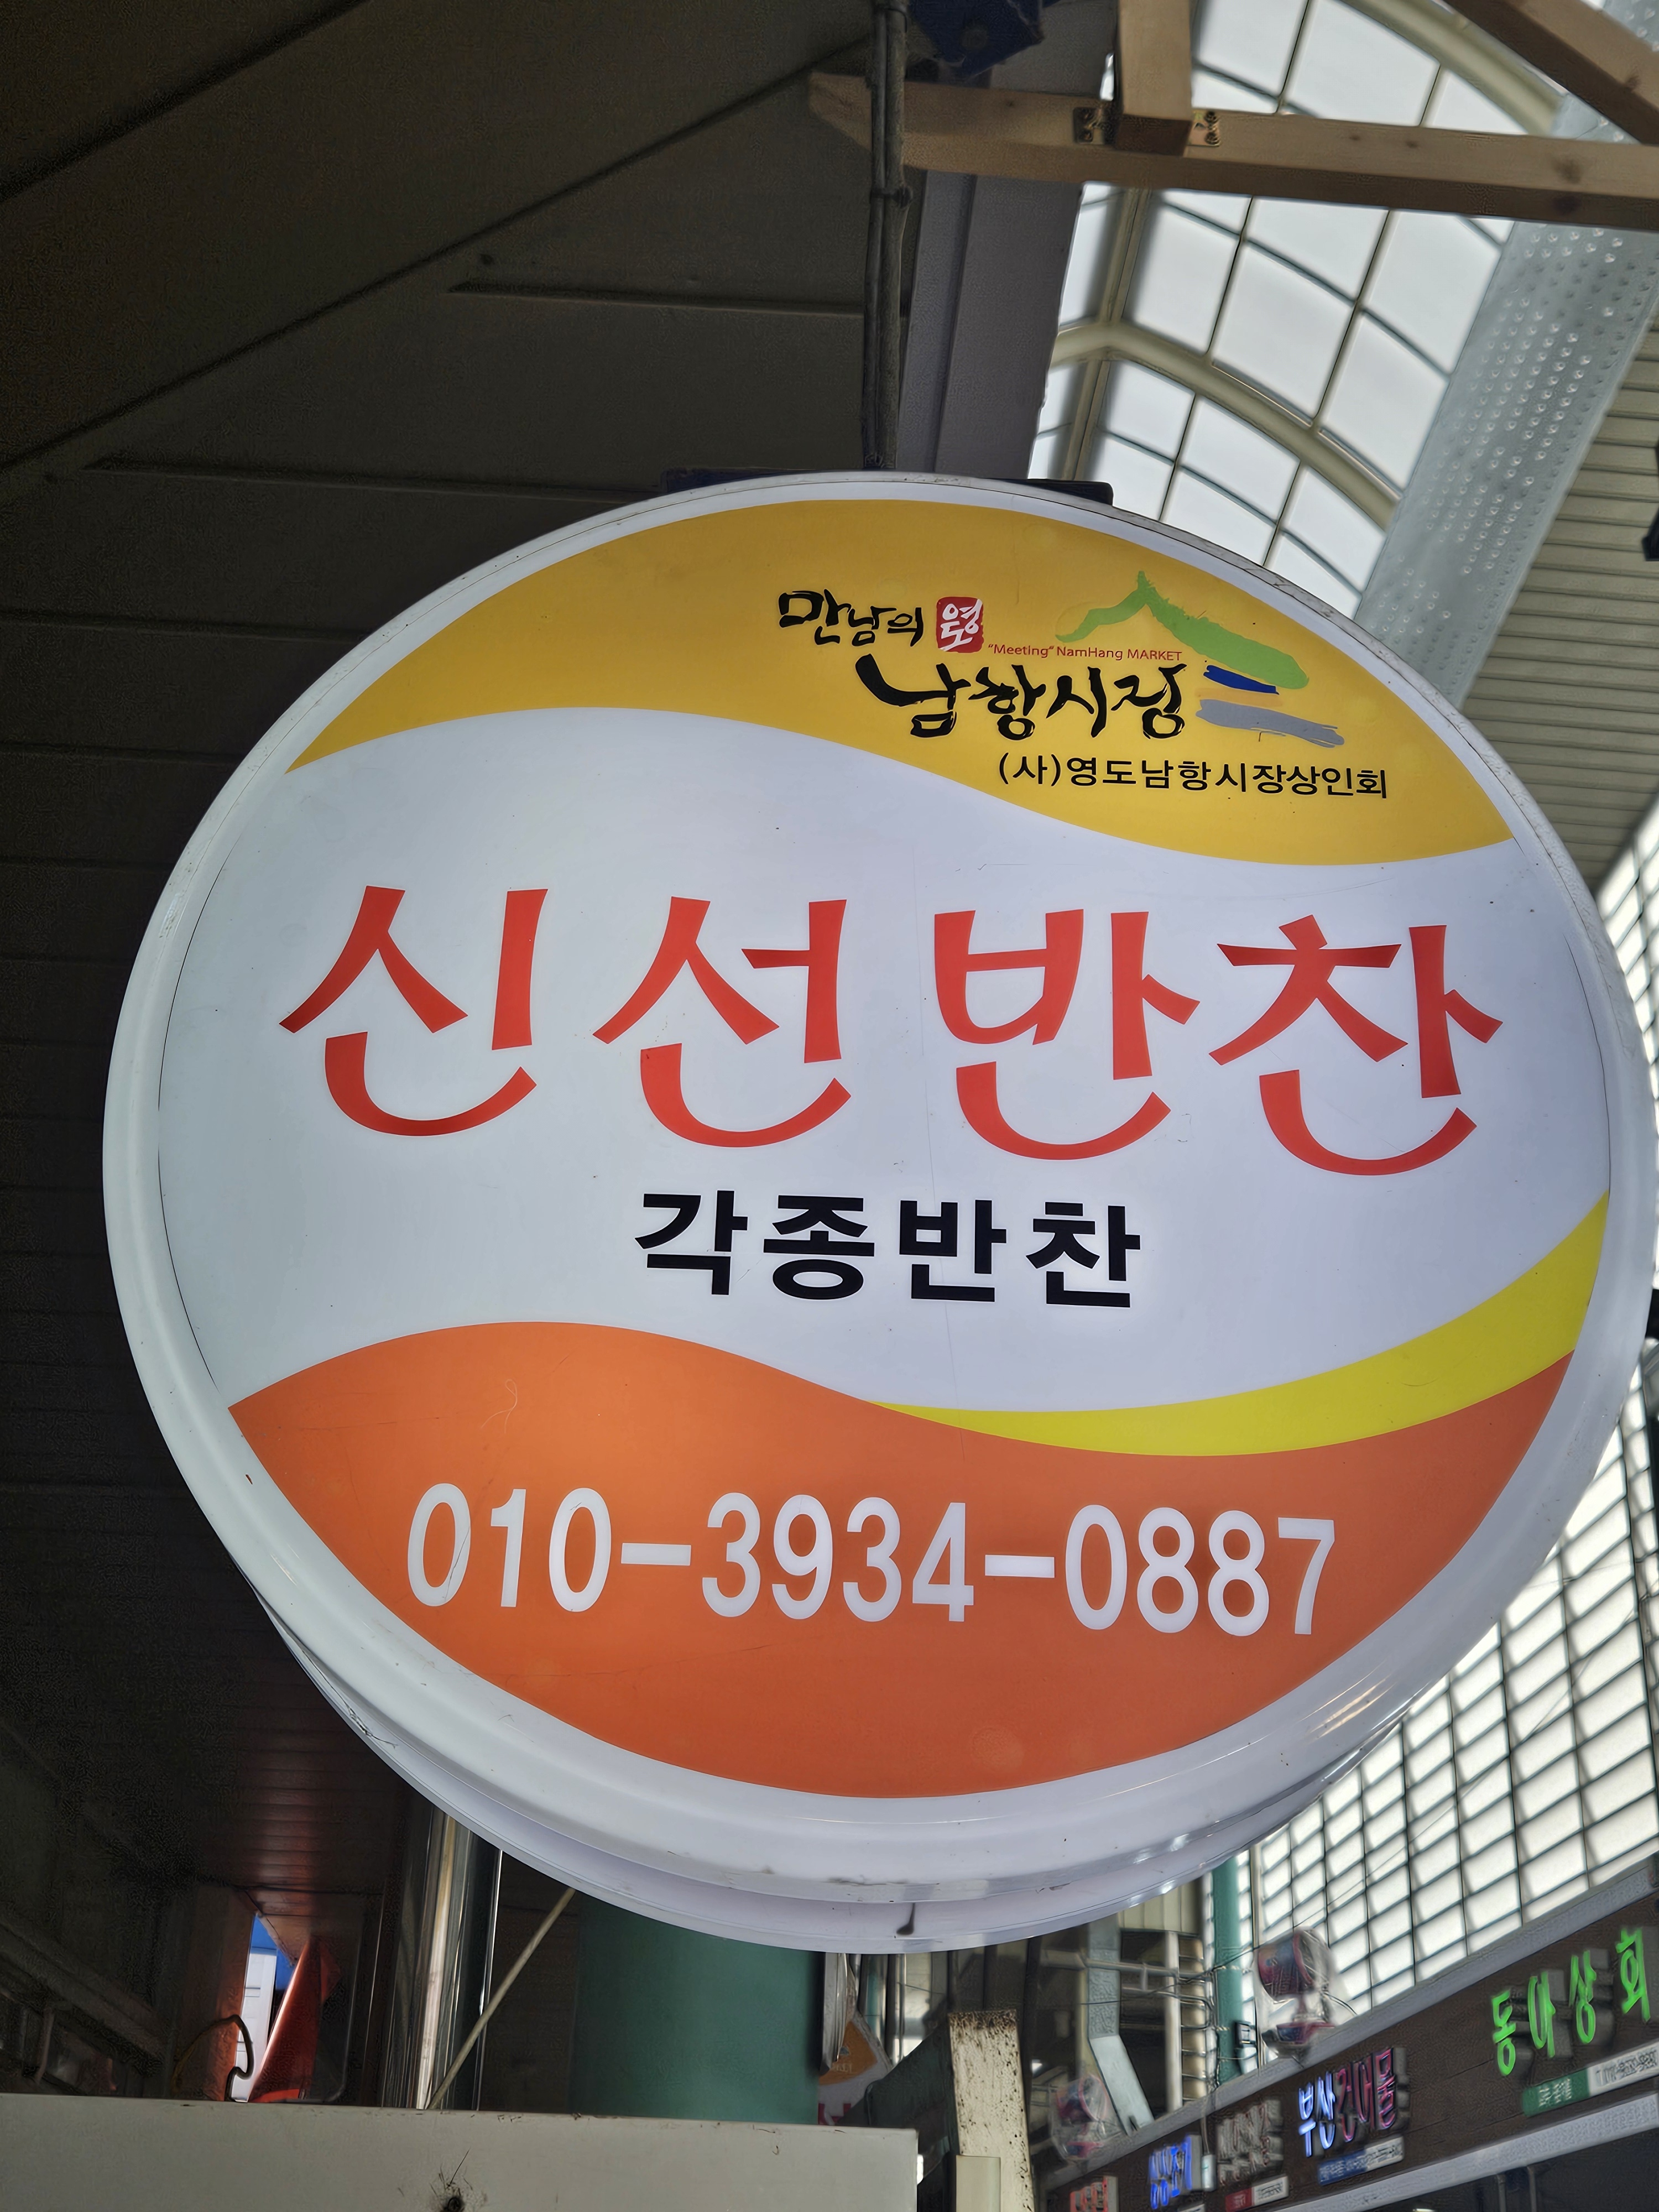 만남의 영도
"Meeting" NamHang MARKET
남항시장
(사)영도남항시장상인회
신선반찬
각종반찬
010-3934-0887
동아상회
부산건어물